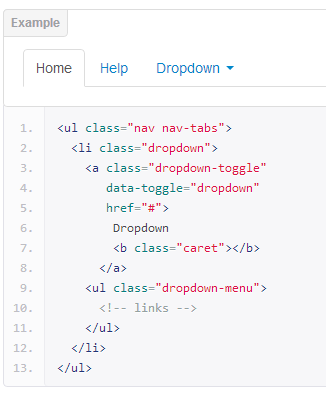 Example
Home Help Dropdown
1. <ul class="nav nav-tabs">
2. <li class="dropdown">
3. <a class="dropdown-toggle"
4. data-toggle="dropdown"
5. href="#">
6. Dropdown
7. <b class="caret"></b>
8. </a>
9. <ul class="dropdown-menu">
10. <!-- links -->
11. </ul>
12. </li>
13. </ul>